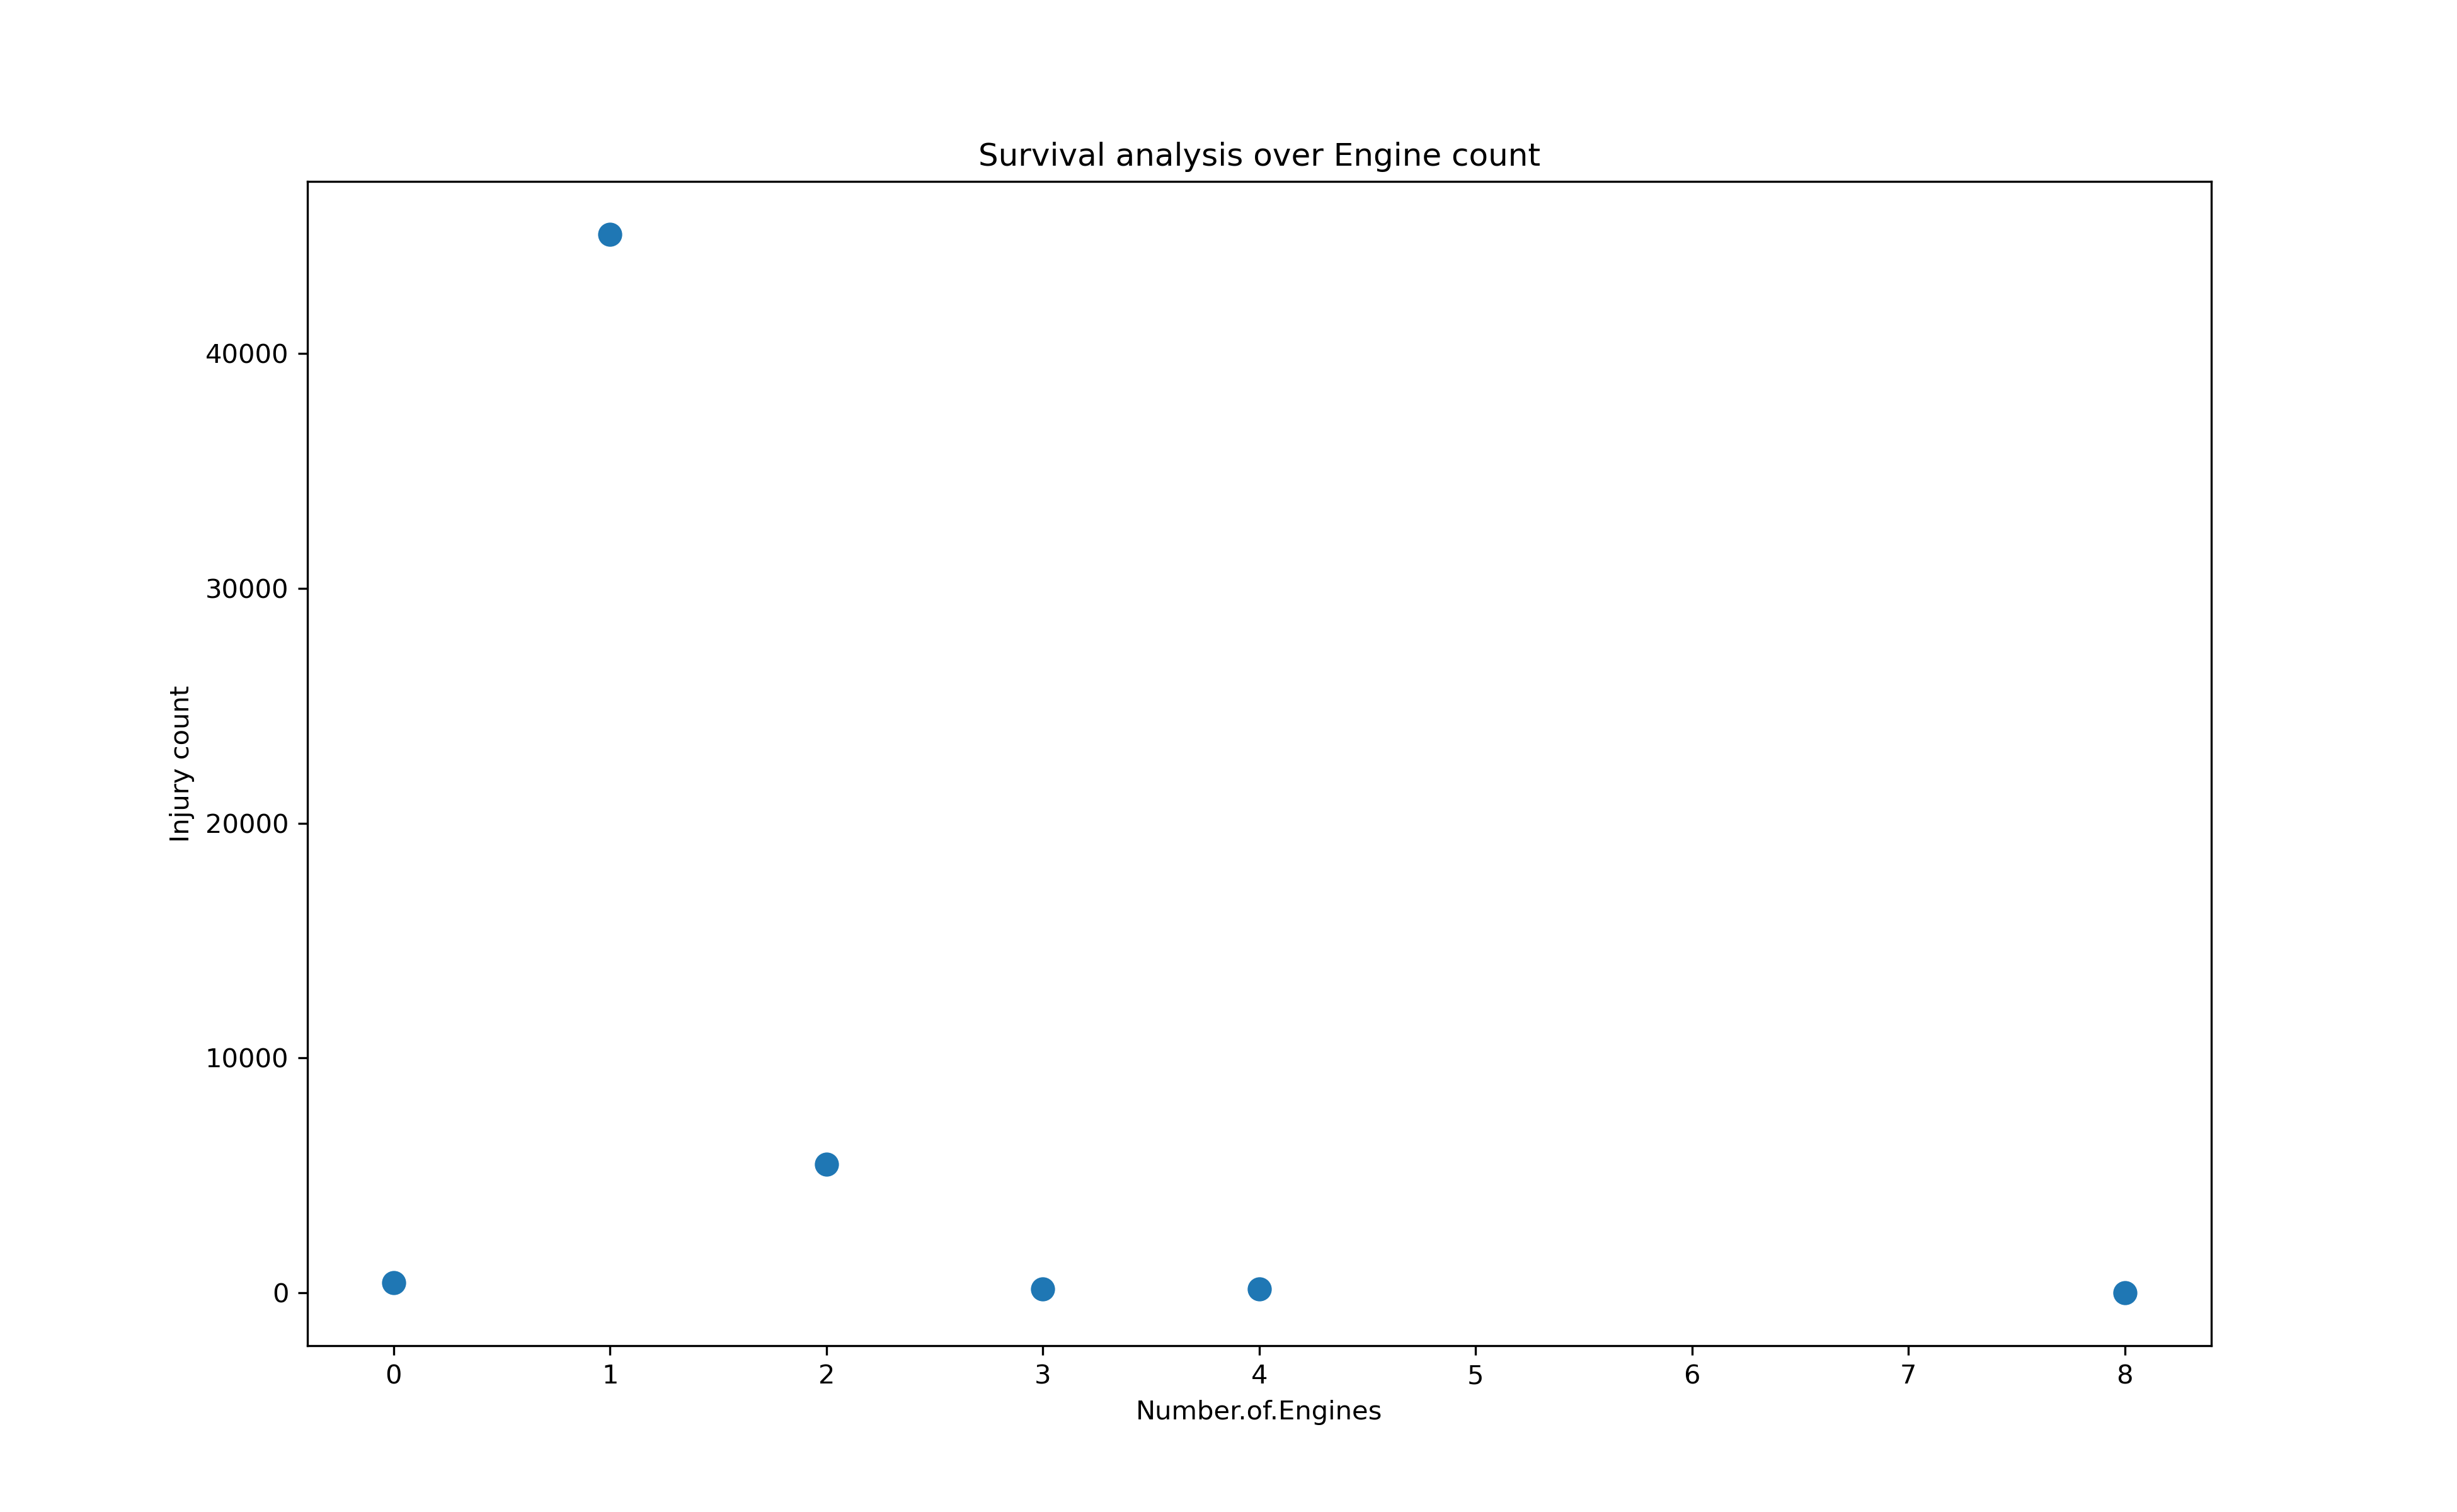 Survival analysis over Engine count
40000
30000
20000
10000
0
Injury count
0 1 2 3 4 5 6 7 8
Number.of.Engines